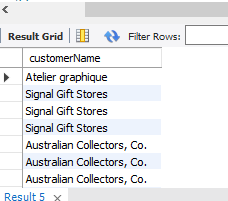 Result Grid
Filter Rows:
customerName
Atelier graphique
Signal Gift Stores
Signal Gift Stores
Signal Gift Stores
Australian Collectors, Co.
Australian Collectors, Co.
Australian Collectors, Co.
Result 5 ×